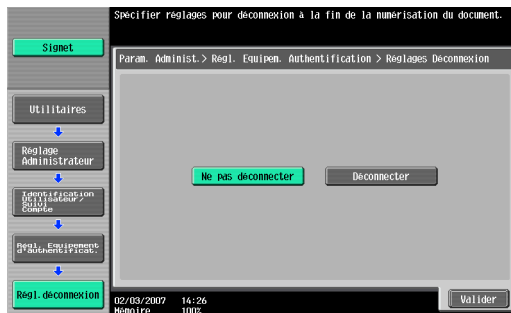 Spécifier réglages pour déconnexion à la fin de la numérisation du document.
Signet
Param. Administ.> Régl. Equipem. Authentification > Réglages Déconnexion
Utilitaires
Réglage
Administrateur
Identification
Utilisateur/
Suivi
Compte
Régl. Equipement
d'authentificat.
Régl.déconnexion
Ne pas déconnecter
Déconnecter
02/03/2007 14:26
Mémoire 100%
Valider